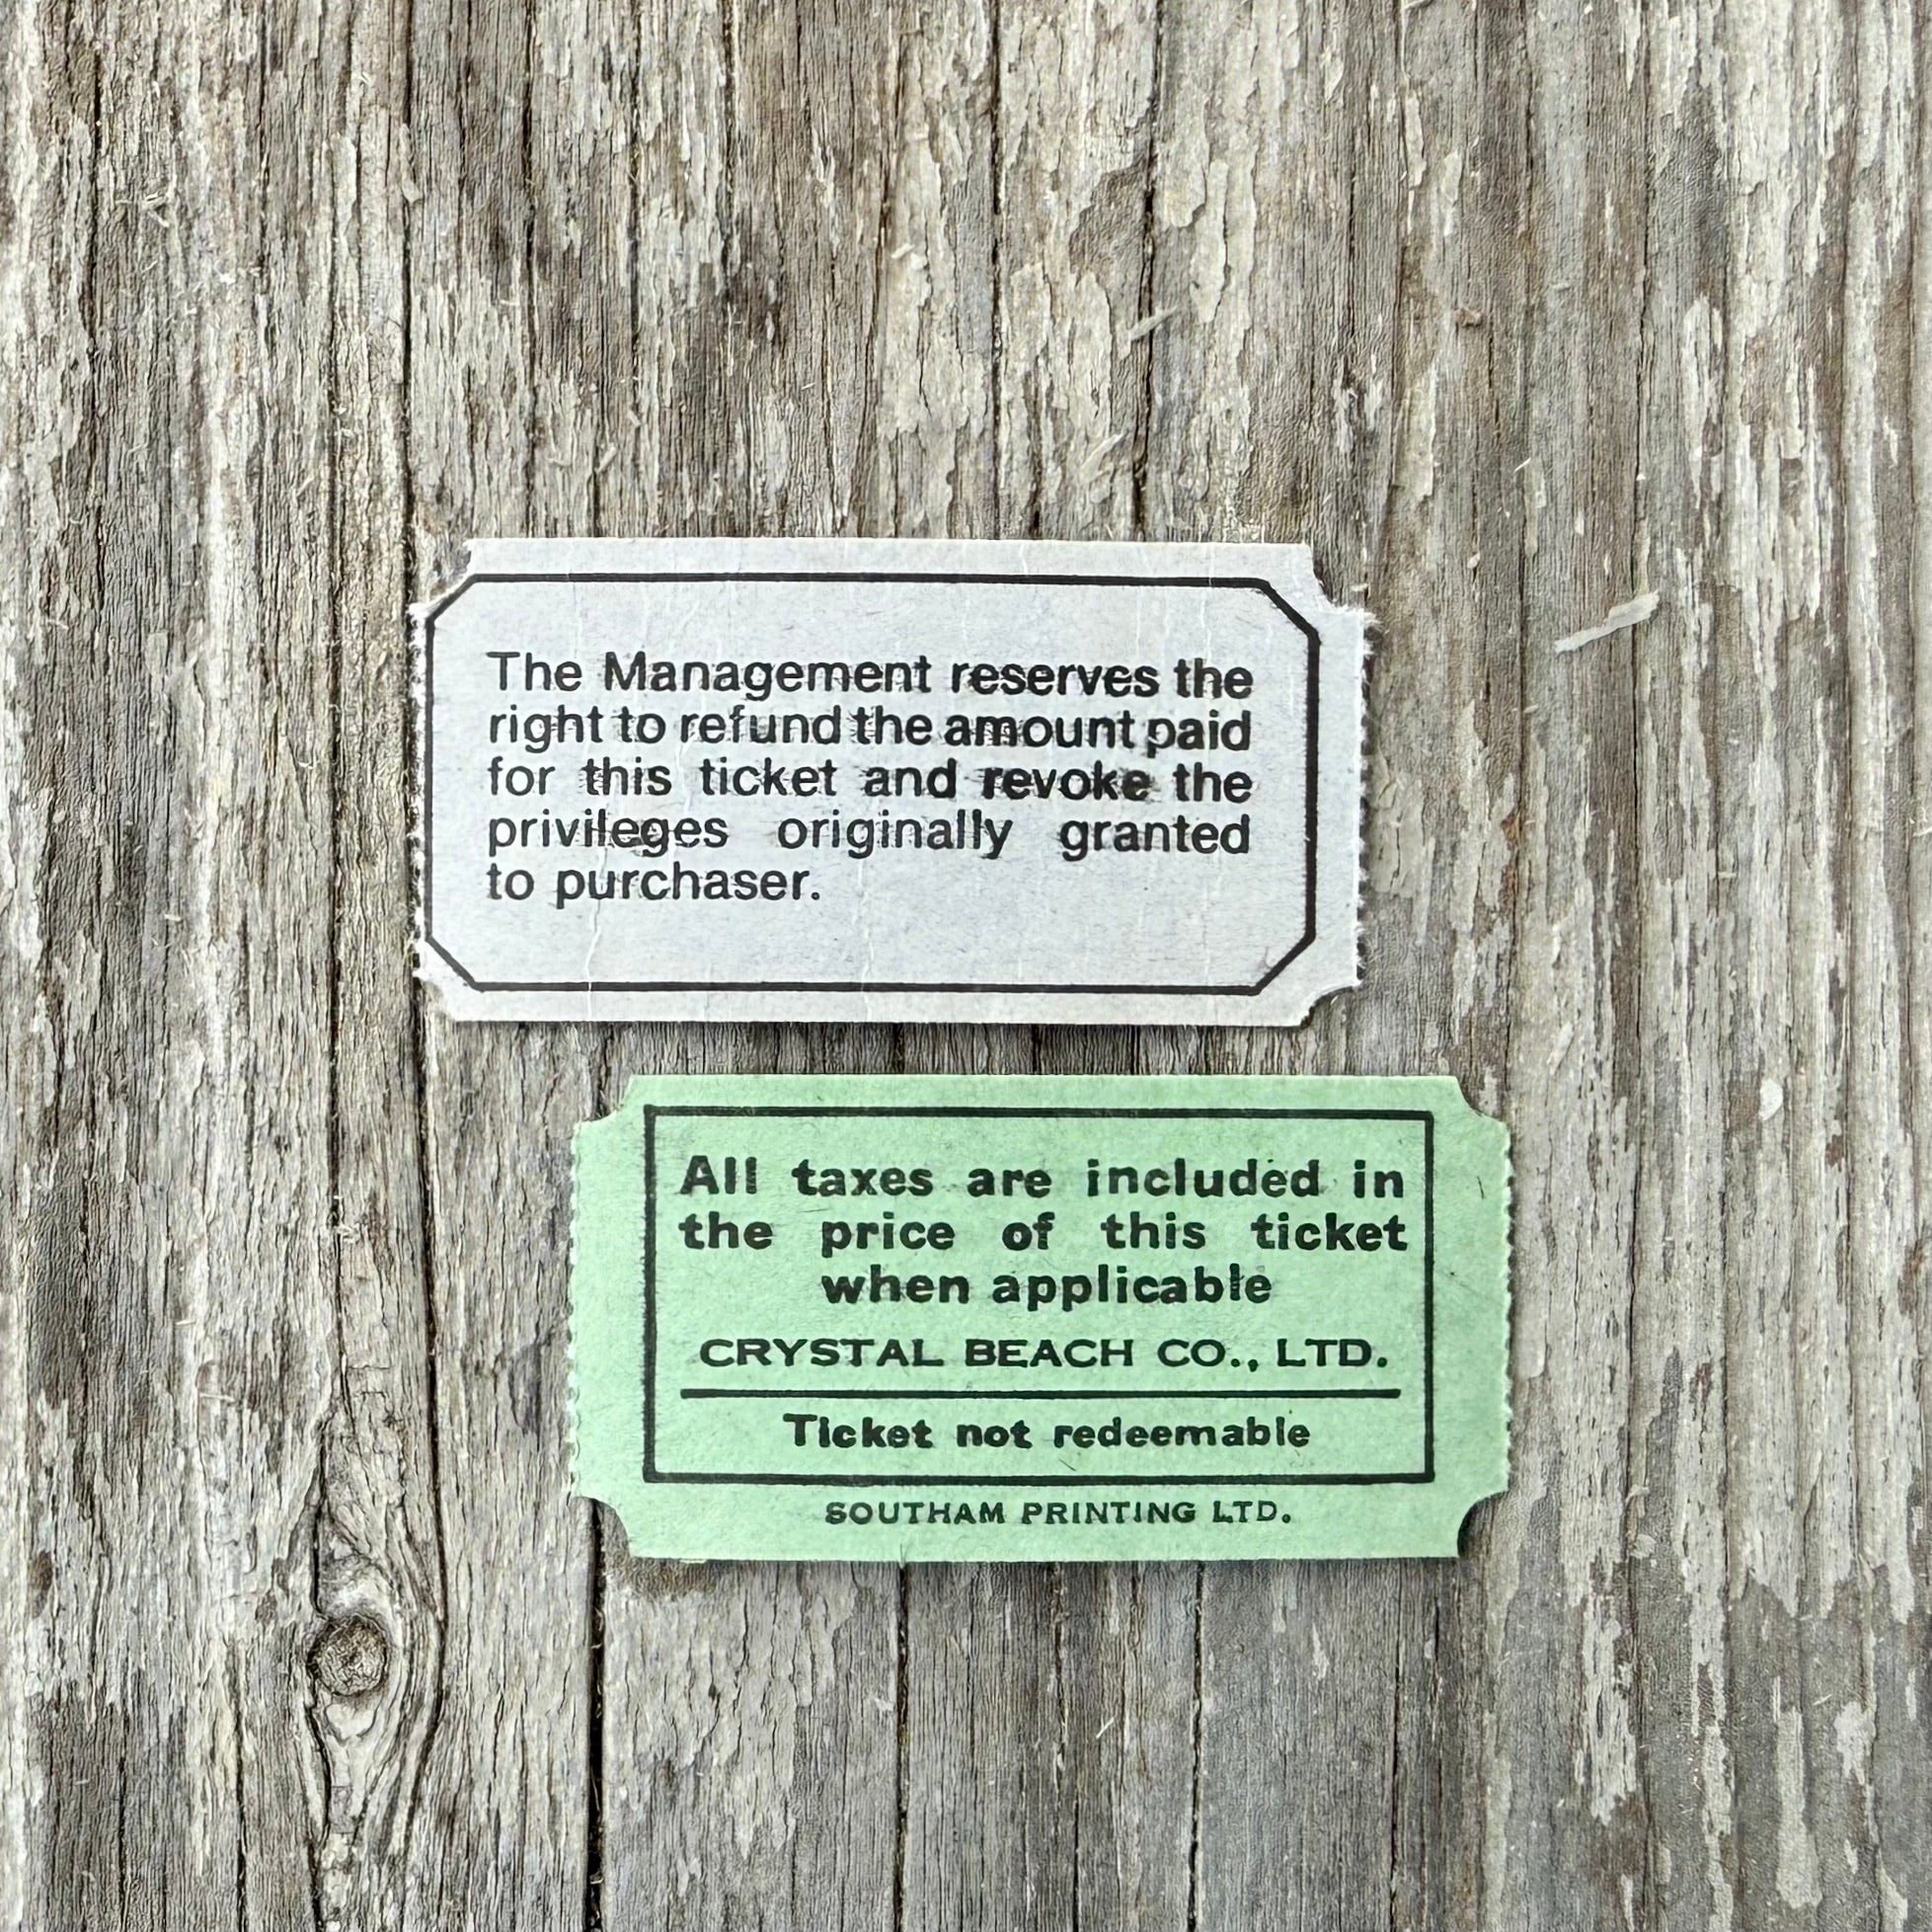 The Management reserves the
right to refund the amount paid
for this ticket and revoke the
privileges originally granted
to purchaser.
All taxes are included in
the price of this ticket
when applicable
CRYSTAL BEACH CO., LTD.
Ticket not redeemable
SOUTHAM PRINTING LTD.